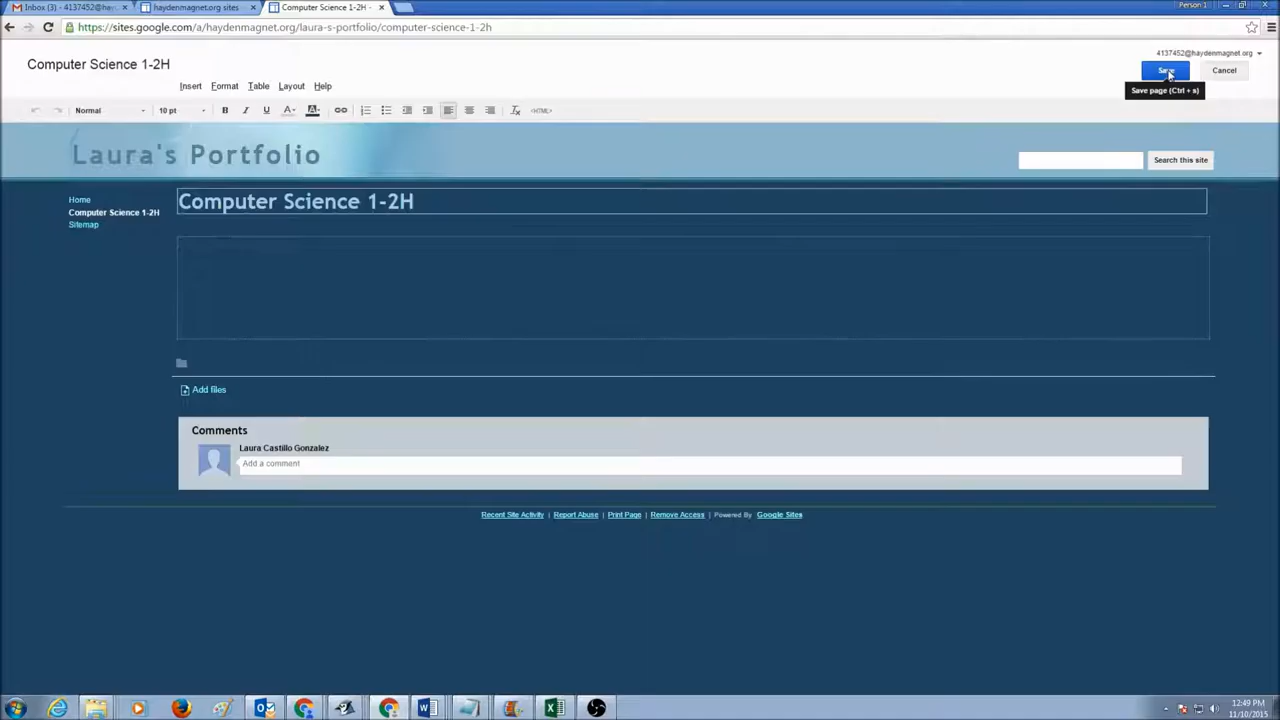 Inbox (3) - 4137452@hay
haydenmagnet.org sites
Computer Science 1-2H -
Person 1
https://sites.google.com/a/haydenmagnet.org/laura-s-portfolio/computer-science-1-2h
4137452@haydenmagnet.org
Computer Science 1-2H
Save
Cancel
Insert
Format
Table
Layout
Help
Save page (Ctrl + s)
Normal
10 pt
B
I
U
A
A
<HTML>
Laura's Portfolio
Search this site
Home
Computer Science 1-2H
Sitemap
Computer Science 1-2H
Add files
Comments
Laura Castillo Gonzalez
Add a comment
Recent Site Activity | Report Abuse | Print Page | Remove Access | Powered By Google Sites
12:49 PM
11/10/2015